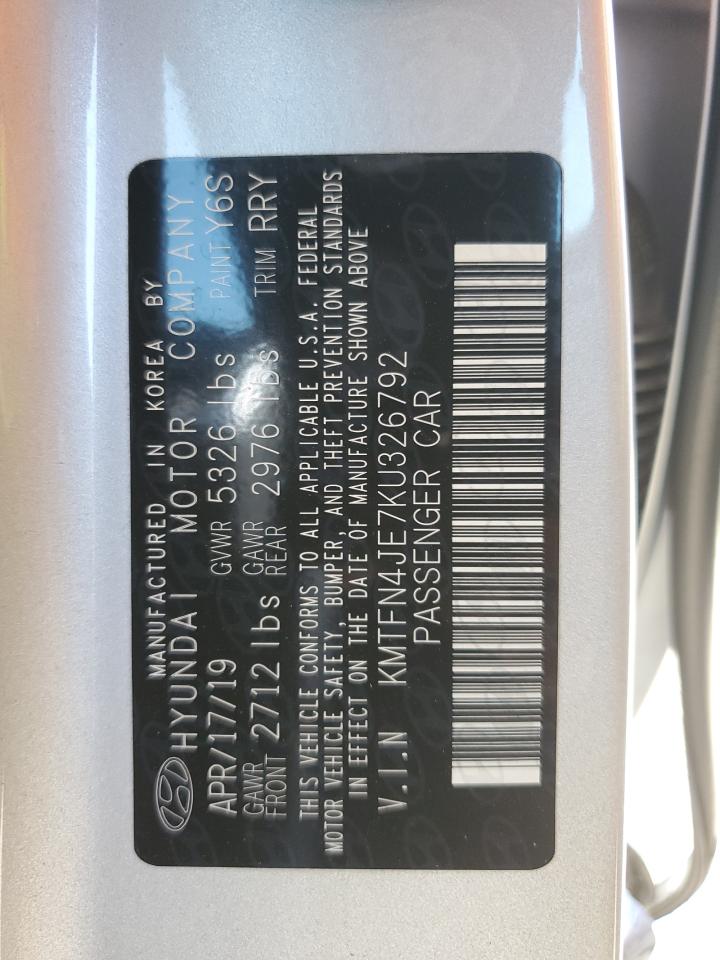 MANUFACTURED IN KOREA BY
HYUNDAI MOTOR COMPANY
APR/17/19 GVWR 5326 lbs PAINT Y6S
GAWR FRONT 2712 lbs GAWR REAR 2976 lbs TRIM RRY
THIS VEHICLE CONFORMS TO ALL APPLICABLE U.S.A. FEDERAL
MOTOR VEHICLE SAFETY, BUMPER, AND THEFT PREVENTION STANDARDS
IN EFFECT ON THE DATE OF MANUFACTURE SHOWN ABOVE
V.I.N KMTFN4JE7KU326792
PASSENGER CAR